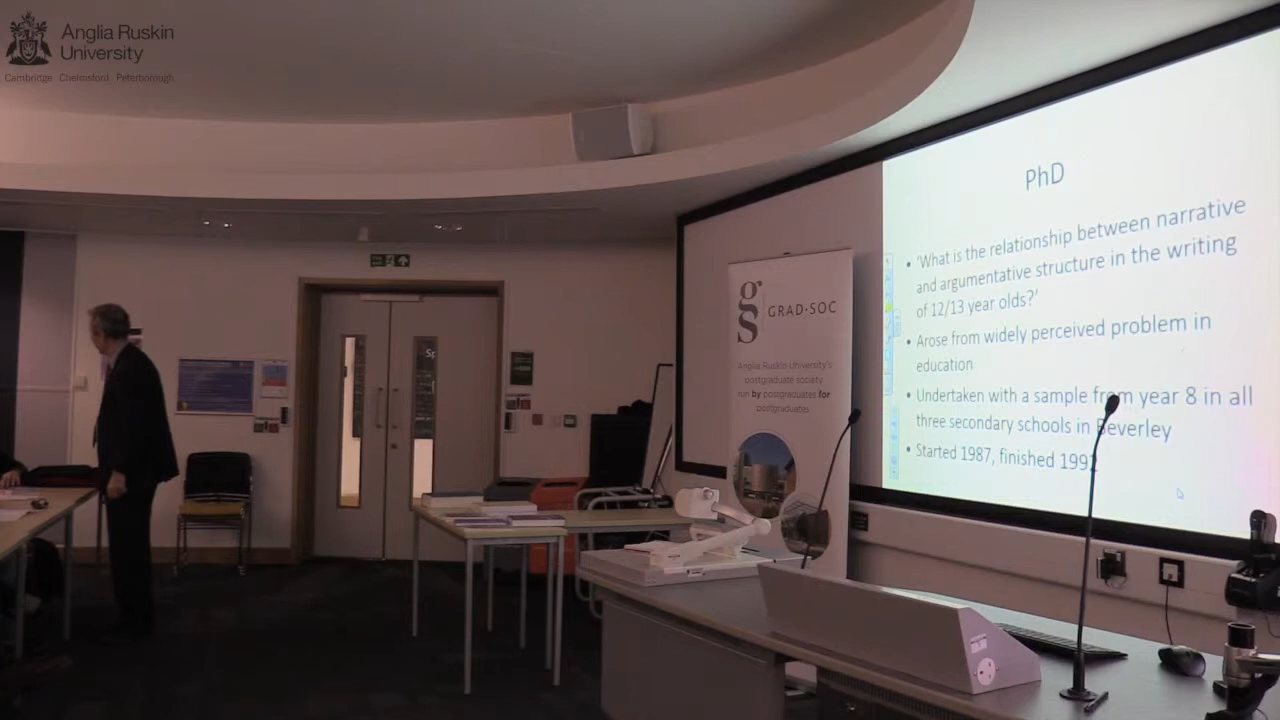 Anglia Ruskin
University
Cambridge Chelmsford Peterborough
PhD
• 'What is the relationship between narrative
and argumentative structure in the writing
of 12/13 year olds?'
• Arose from widely perceived problem in
education
• Undertaken with a sample from year 8 in all
three secondary schools in Beverley
• Started 1987, finished
gs GRAD·SOC
Anglia Ruskin University's
postgraduate society
run by postgraduates for
postgraduates
Sp